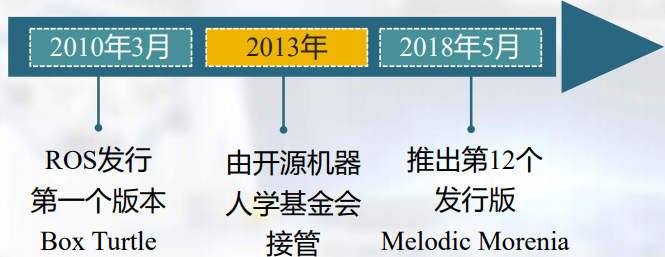 2010年3月
2013年
2018年5月
ROS发行
第一个版本
Box Turtle
由开源机器
人学基金会
接管
推出第12个
发行版
Melodic Morenia